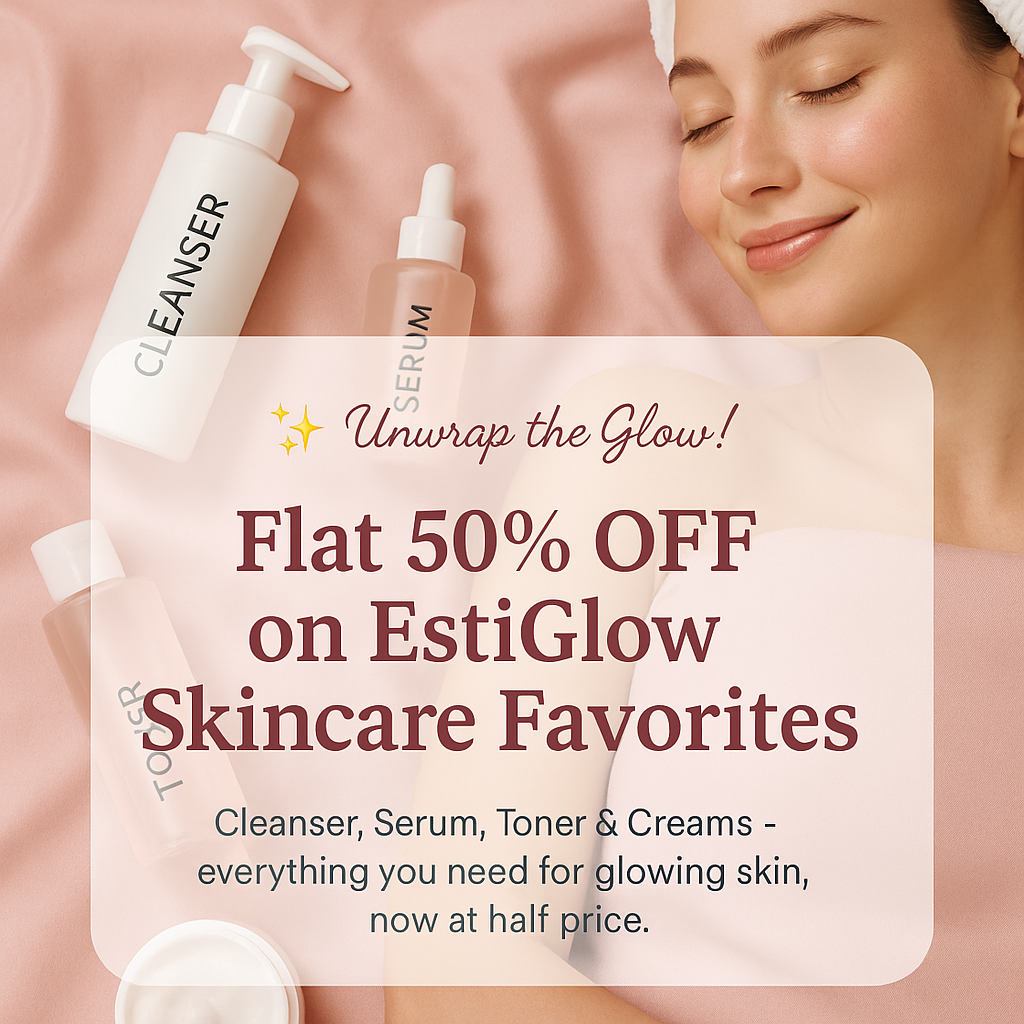 CLEANSER
SERUM
✨ Unwrap the Glow!
Flat 50% OFF
on EstiGlow
Skincare Favorites
Cleanser, Serum, Toner & Creams -
everything you need for glowing skin,
now at half price.